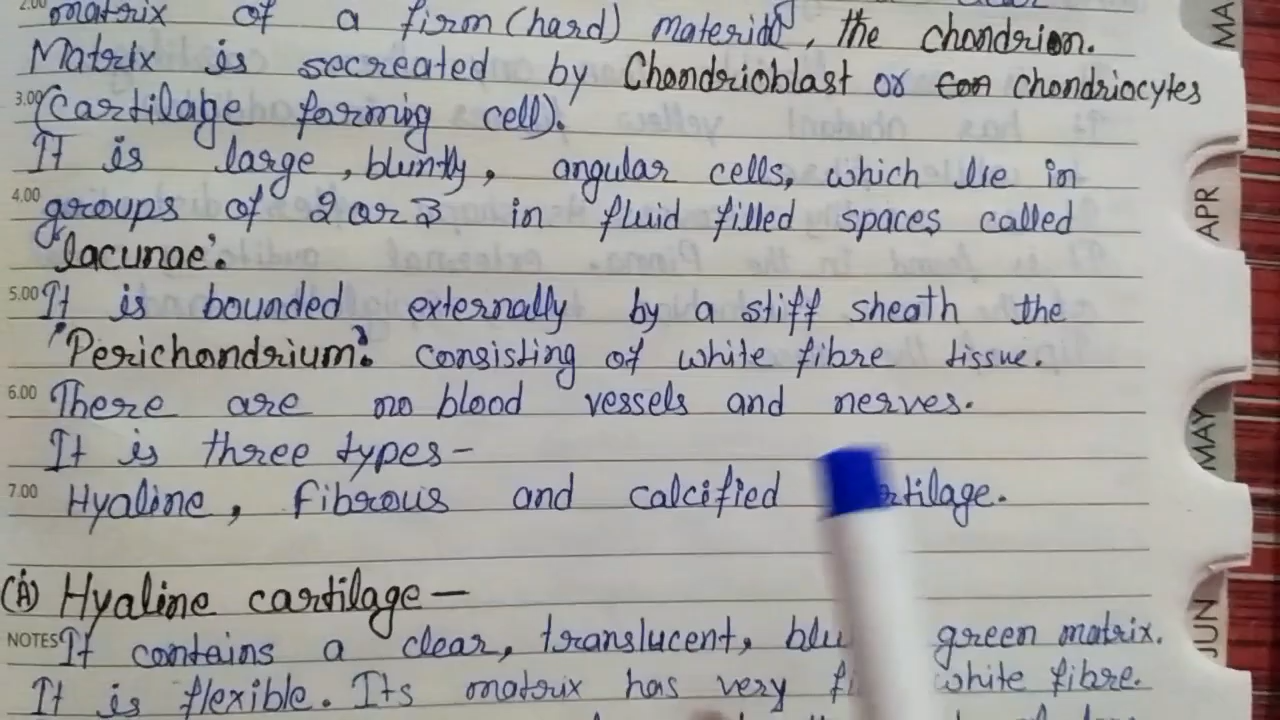 2.00 matrix of a firm (hard) material, the chondrion.
Matrix is secreated by Chondrioblast or chondriocytes
3.00 (cartilage forming cell).
It is large, bluntly, angular cells, which lie in
4.00 groups of 2 or 3 in fluid filled spaces called
'lacunae'.
5.00 It is bounded externally by a stiff sheath the
'Perichondrium'. consisting of white fibre tissue.
6.00 There are no blood vessels and nerves.
It is three types-
7.00 Hyaline, Fibrous and calcified
(A) Hyaline cartilage —
NOTES It contains a clear, translucent, green matrix.
It is flexible. Its matrix has very white fibre.
MA
APR
MAY
JUN